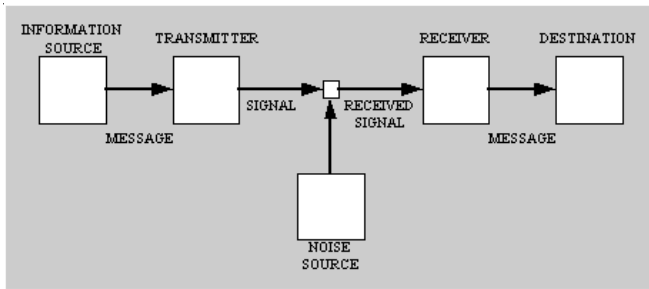 INFORMATION
SOURCE
TRANSMITTER
RECEIVER
DESTINATION
SIGNAL
RECEIVED
SIGNAL
MESSAGE
MESSAGE
NOISE
SOURCE